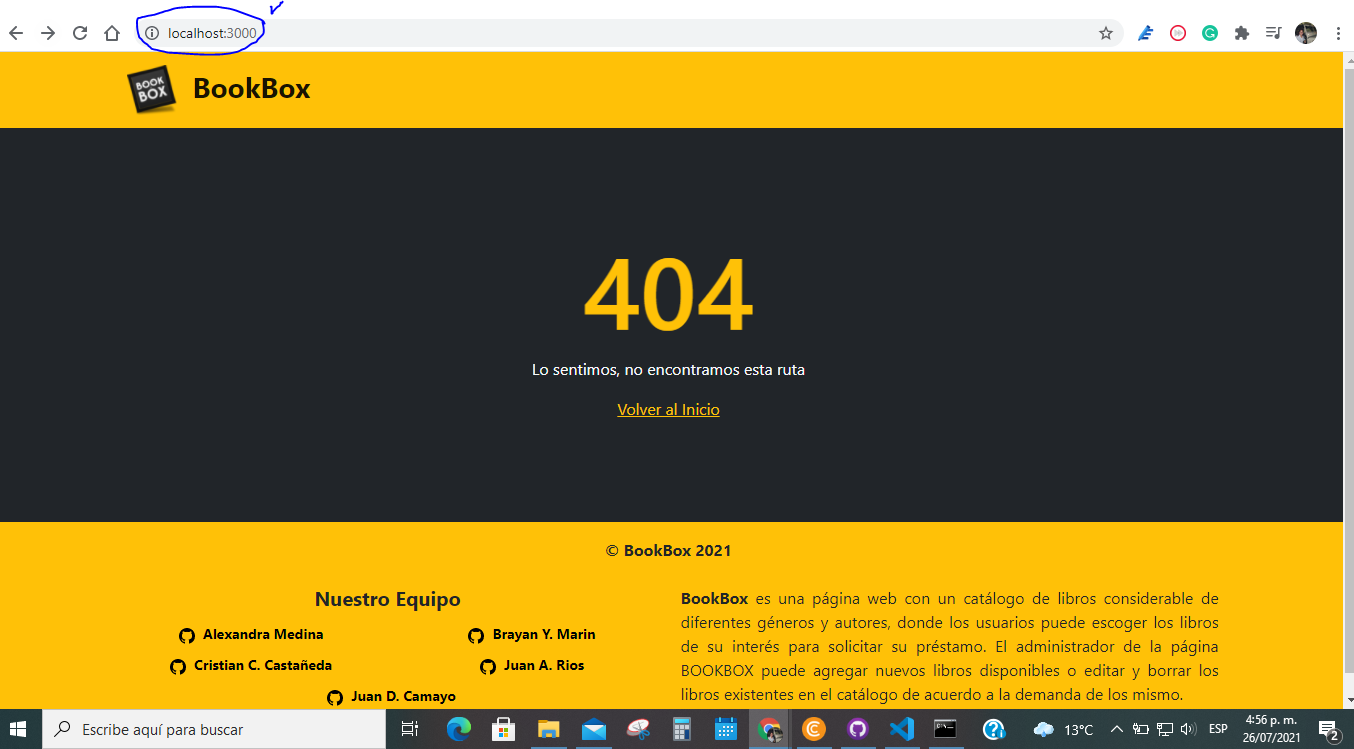 localhost:3000
BOOK BOX
BookBox
404
Lo sentimos, no encontramos esta ruta
Volver al Inicio
© BookBox 2021
Nuestro Equipo
Alexandra Medina
Brayan Y. Marin
Cristian C. Castañeda
Juan A. Rios
Juan D. Camayo
BookBox es una página web con un catálogo de libros considerable de
diferentes géneros y autores, donde los usuarios puede escoger los libros
de su interés para solicitar su préstamo. El administrador de la página
BOOKBOX puede agregar nuevos libros disponibles o editar y borrar los
libros existentes en el catálogo de acuerdo a la demanda de los mismo.
Escribe aquí para buscar
13°C
ESP
4:56 p. m.
26/07/2021
2